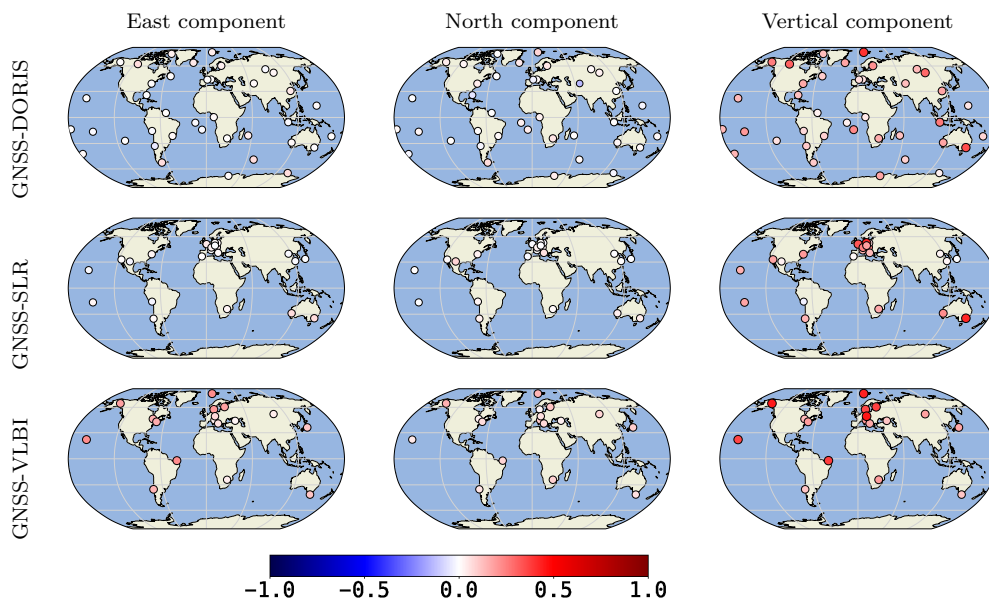 East component
North component
Vertical component
GNSS-DORIS
GNSS-SLR
GNSS-VLBI
−1.0 −0.5 0.0 0.5 1.0